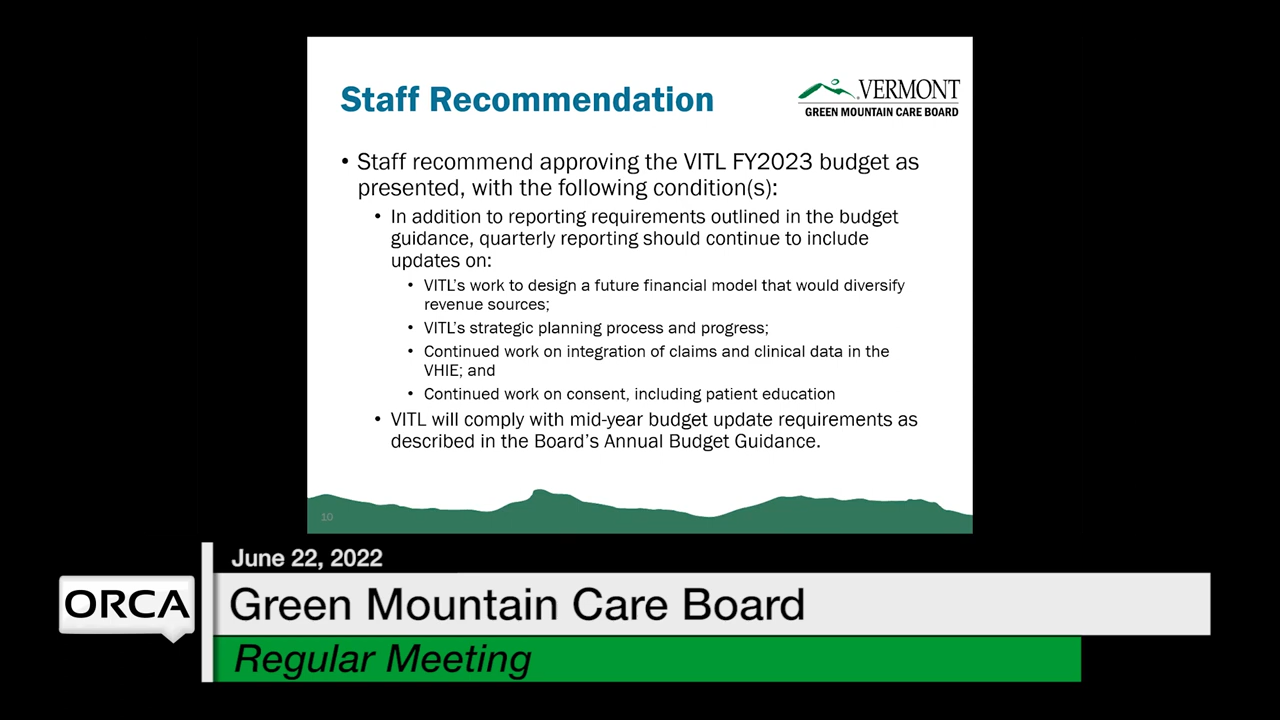 Staff Recommendation
VERMONT
GREEN MOUNTAIN CARE BOARD
• Staff recommend approving the VITL FY2023 budget as
presented, with the following condition(s):
• In addition to reporting requirements outlined in the budget
guidance, quarterly reporting should continue to include
updates on:
• VITL's work to design a future financial model that would diversify
revenue sources;
• VITL's strategic planning process and progress;
• Continued work on integration of claims and clinical data in the
VHIE; and
• Continued work on consent, including patient education
• VITL will comply with mid-year budget update requirements as
described in the Board's Annual Budget Guidance.
10
June 22, 2022
ORCA
Green Mountain Care Board
Regular Meeting